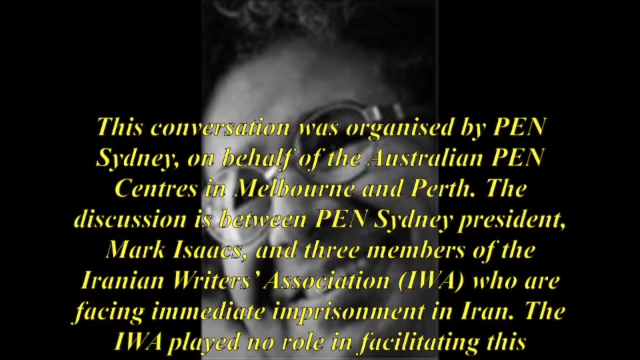 This conversation was organised by PEN
Sydney, on behalf of the Australian PEN
Centres in Melbourne and Perth. The
discussion is between PEN Sydney president,
Mark Isaacs, and three members of the
Iranian Writers' Association (IWA) who are
facing immediate imprisonment in Iran. The
IWA played no role in facilitating this